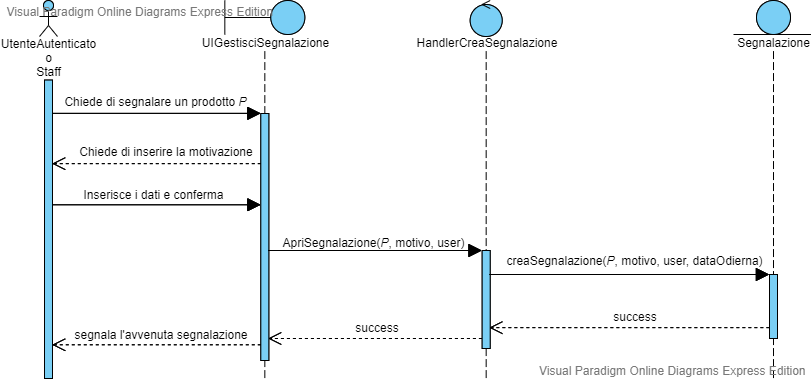 Visual Paradigm Online Diagrams Express Edition
UtenteAutenticato
o
Staff
UIGestisciSegnalazione
HandlerCreaSegnalazione
Segnalazione
Chiede di segnalare un prodotto P
Chiede di inserire la motivazione
Inserisce i dati e conferma
ApriSegnalazione(P, motivo, user)
creaSegnalazione(P, motivo, user, dataOdierna)
success
success
segnala l'avvenuta segnalazione
Visual Paradigm Online Diagrams Express Edition